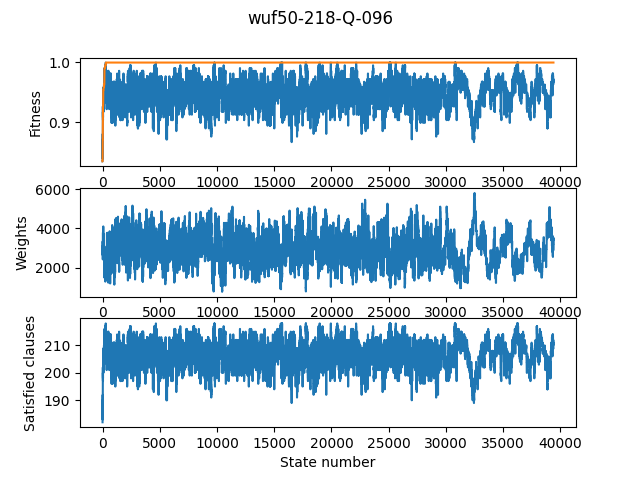 wuf50-218-Q-096
1.0
0.9
Fitness
0 5000 10000 15000 20000 25000 30000 35000 40000
6000
4000
2000
Weights
0 5000 10000 15000 20000 25000 30000 35000 40000
210
200
190
Satisfied clauses
0 5000 10000 15000 20000 25000 30000 35000 40000
State number